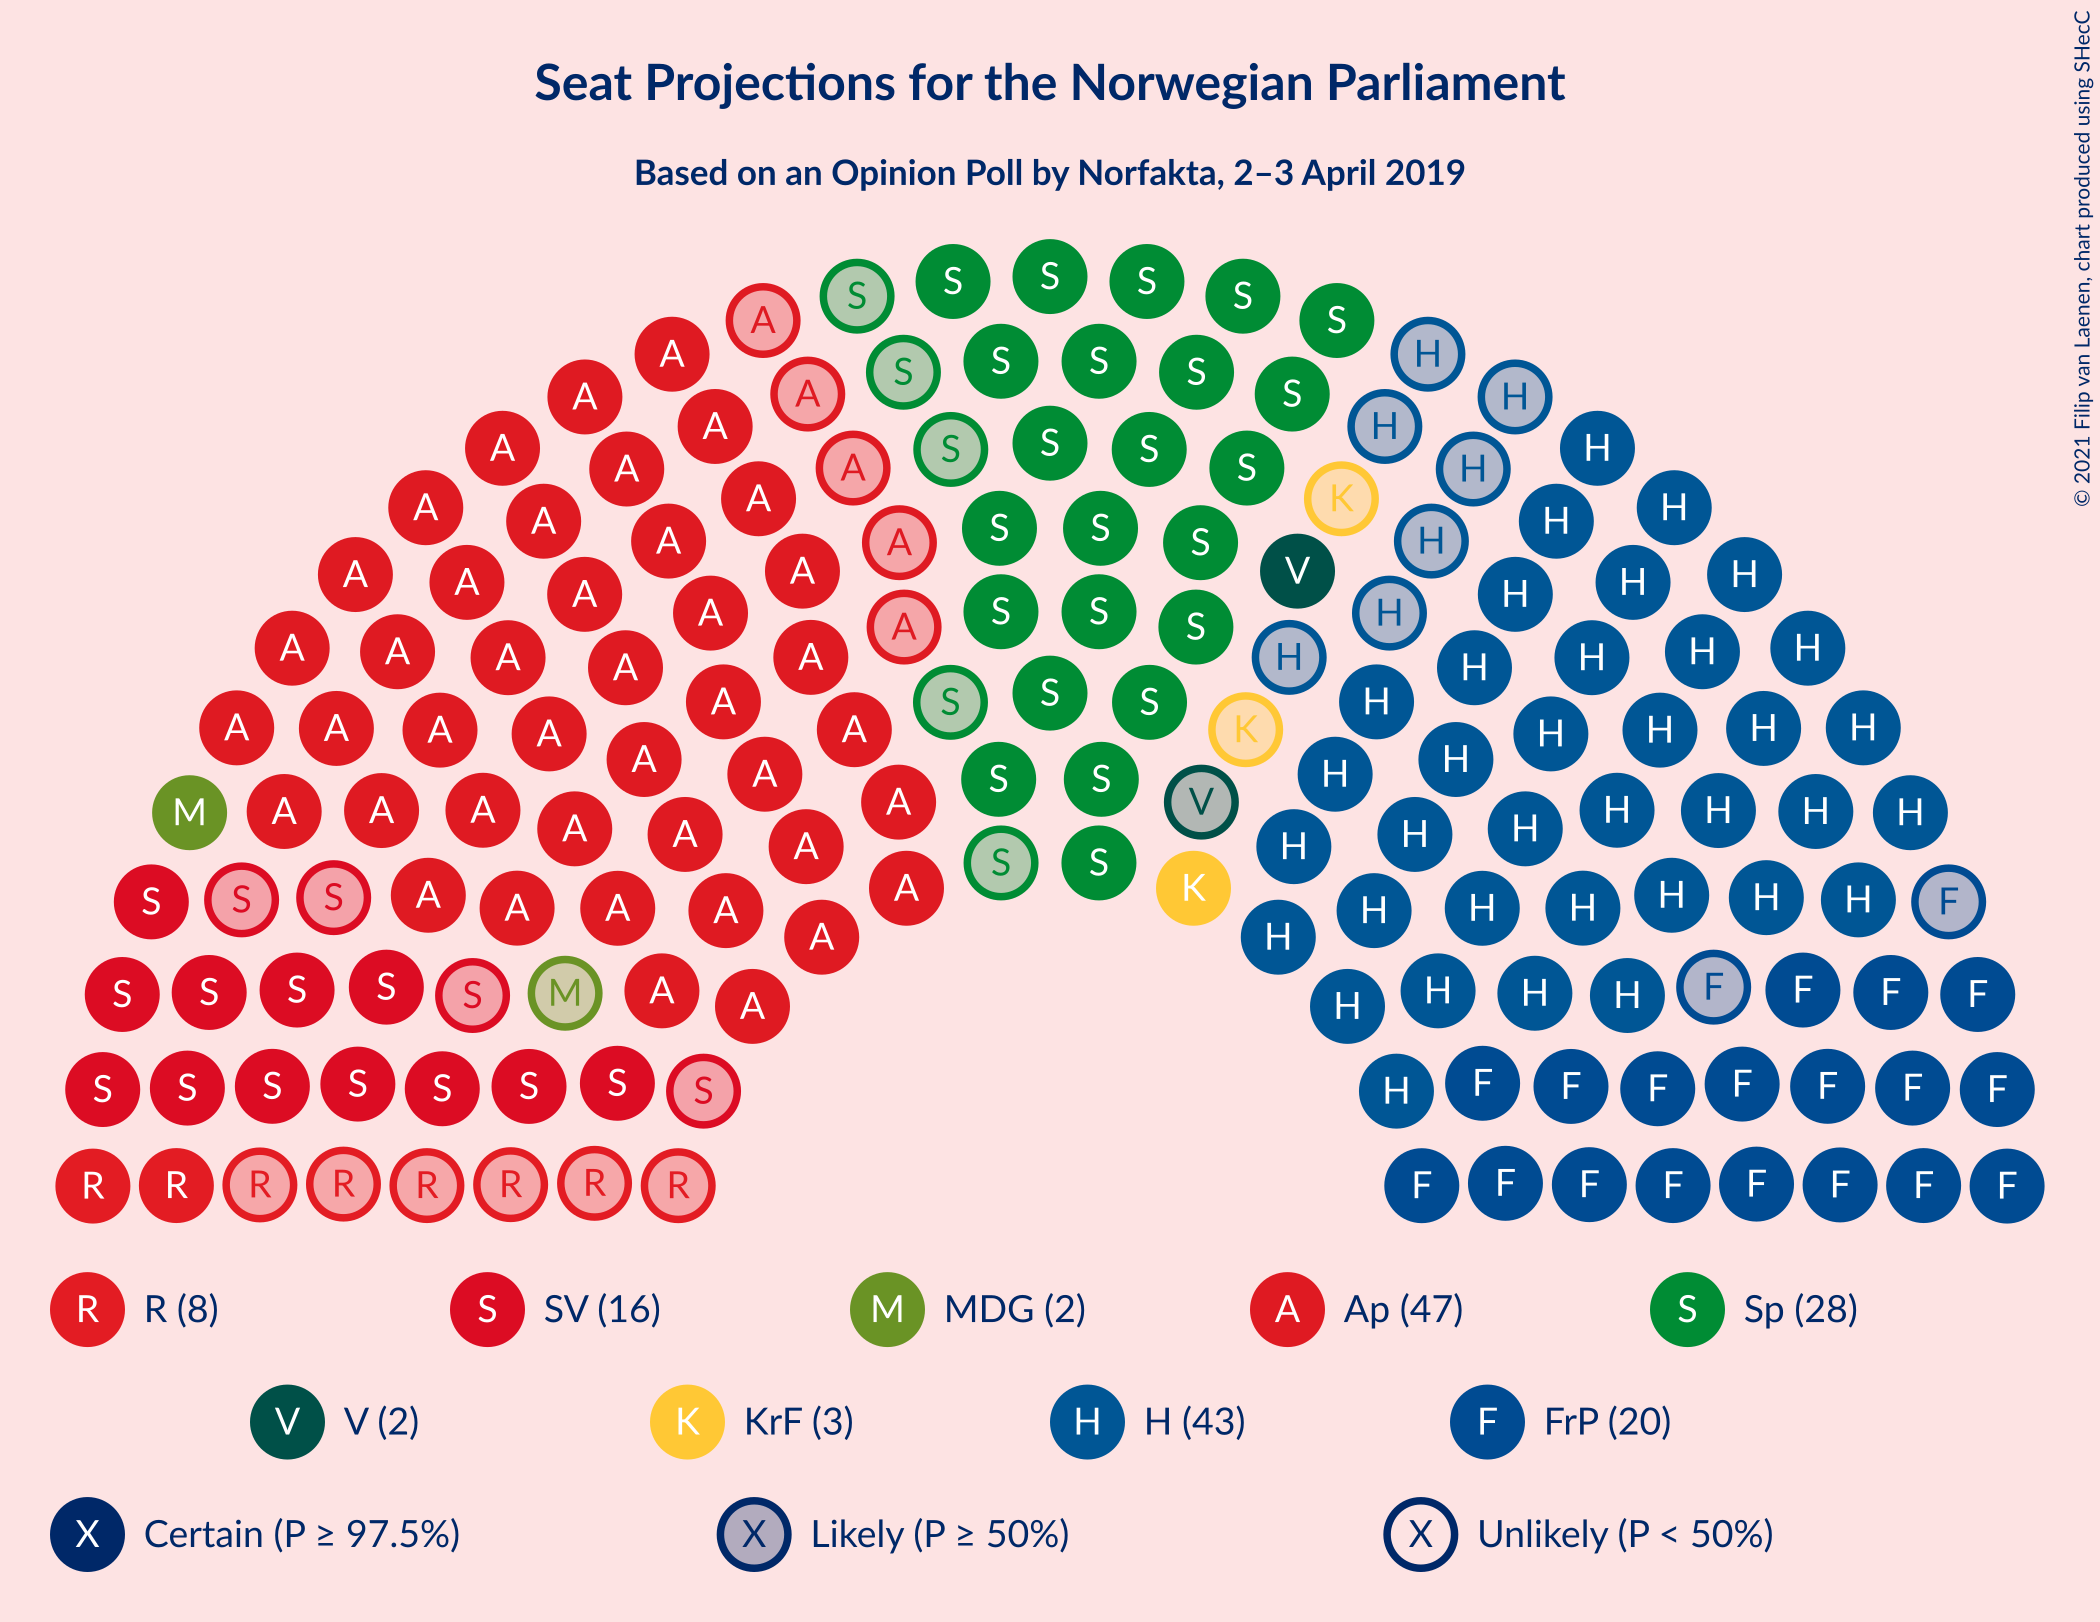 Seat Projections for the Norwegian Parliament
Based on an Opinion Poll by Norfakta, 2–3 April 2019
© 2021 Filip van Laenen, chart produced using SHecC
S S S S S S
A S H
A S S S S H
A A H H
A A S S S S H H
A A K H
A A A V H H
A A S S S H H
A A A S S S H H
A A A A S H H H H
A A A A S S S H H H H
A A A A A K H H H H
A A A S S V H H H
M A A A A A H H H H H H
A A S S H H
S S S A A A K H H H F
A A A H H H
S S S S S M A A H H H H F F F F
S S S S S S S S H F F F F F F F
R R R R R R R R F F F F F F F F
R R (8) S SV (16) M MDG (2) A Ap (47) S Sp (28)
V V (2) K KrF (3) H H (43) F FrP (20)
X Certain (P ≥ 97.5%) X Likely (P ≥ 50%) X Unlikely (P < 50%)